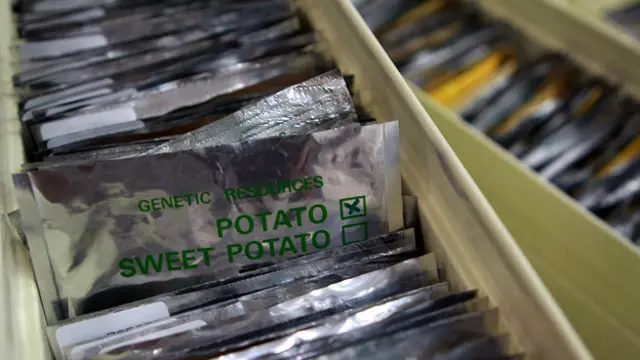 GENETIC RESOURCES
POTATO ☒
SWEET POTATO ☐